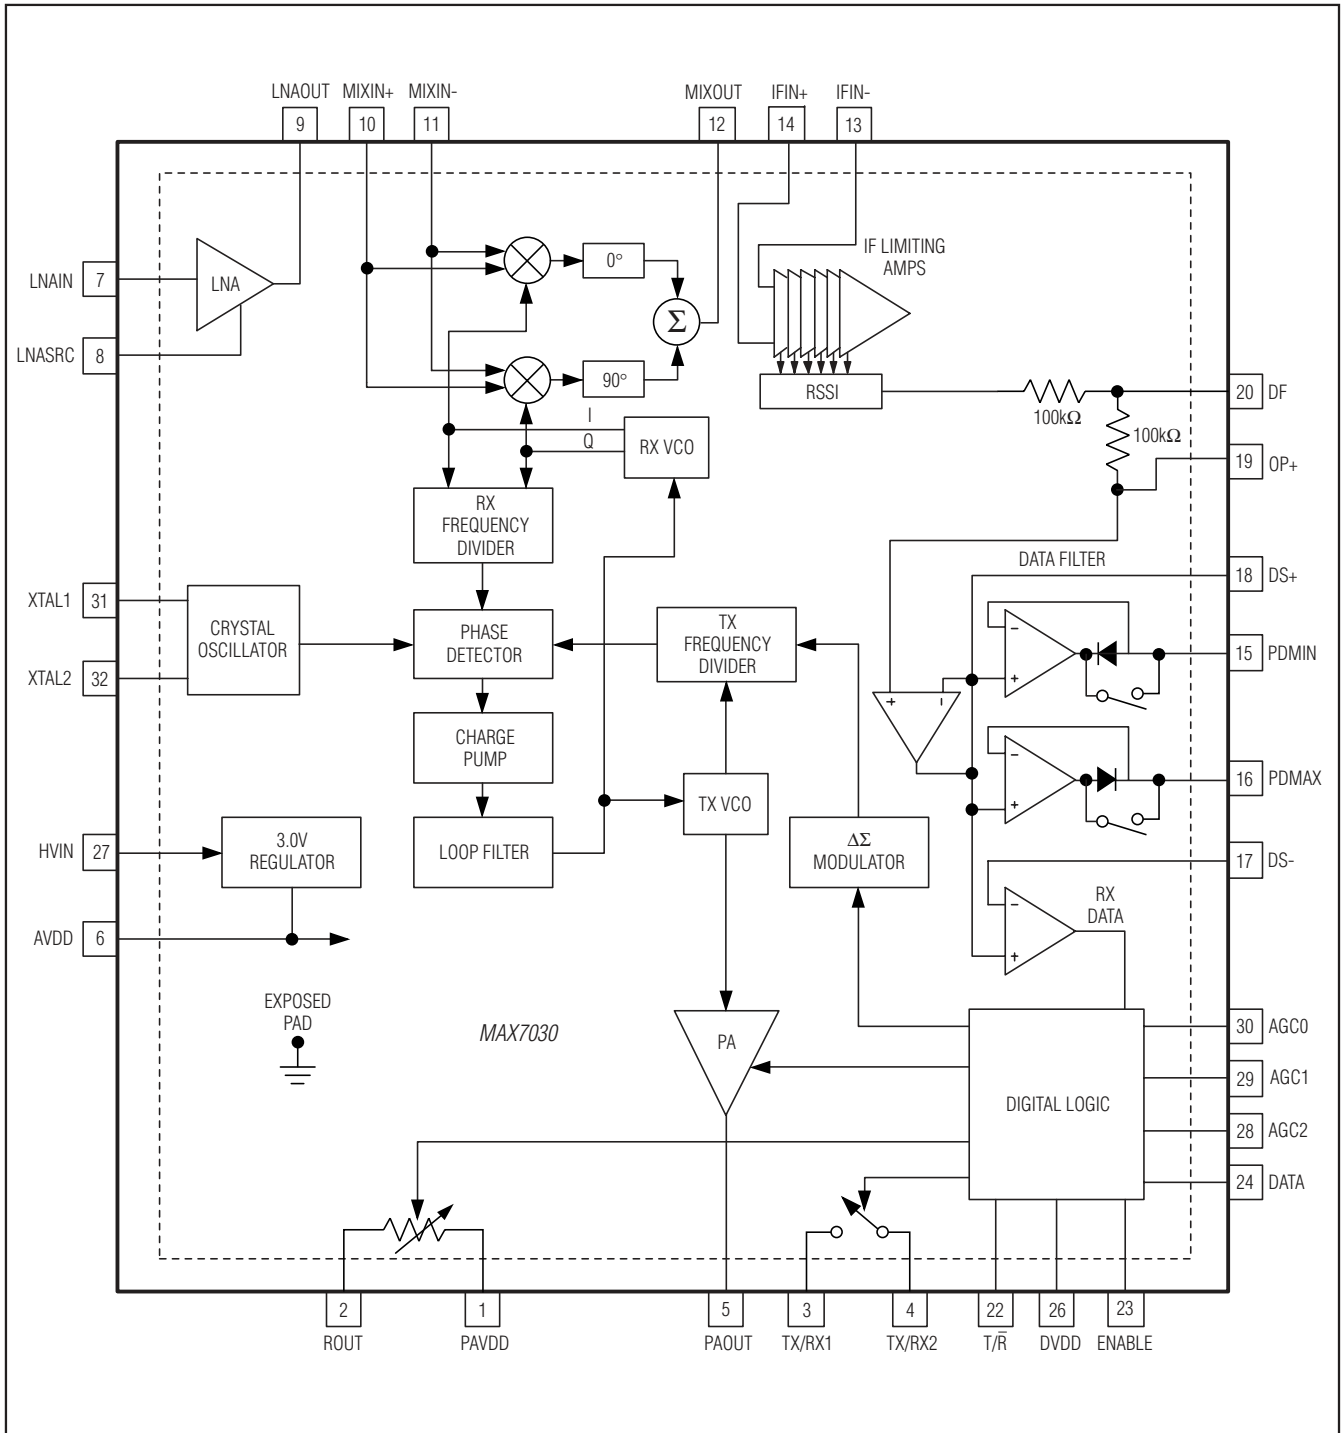 LNAOUT MIXIN+ MIXIN- MIXOUT IFIN+ IFIN-
9 10 11 12 14 13
LNAIN 7
LNA
LNASRC 8
0°
Σ
90°
I
Q
RX VCO
IF LIMITING
AMPS
RSSI
100kΩ
100kΩ
20 DF
19 OP+
RX
FREQUENCY
DIVIDER
DATA FILTER
18 DS+
XTAL1 31
XTAL2 32
CRYSTAL
OSCILLATOR
PHASE
DETECTOR
TX
FREQUENCY
DIVIDER
+ -
-
+
15 PDMIN
CHARGE
PUMP
TX VCO
-
+
16 PDMAX
HVIN 27
3.0V
REGULATOR
LOOP FILTER
ΔΣ
MODULATOR
17 DS-
AVDD 6
-
+
RX
DATA
EXPOSED
PAD
MAX7030
PA
DIGITAL LOGIC
30 AGC0
29 AGC1
28 AGC2
24 DATA
2 1 5 3 4 22 26 23
ROUT PAVDD PAOUT TX/RX1 TX/RX2 T/R̅ DVDD ENABLE